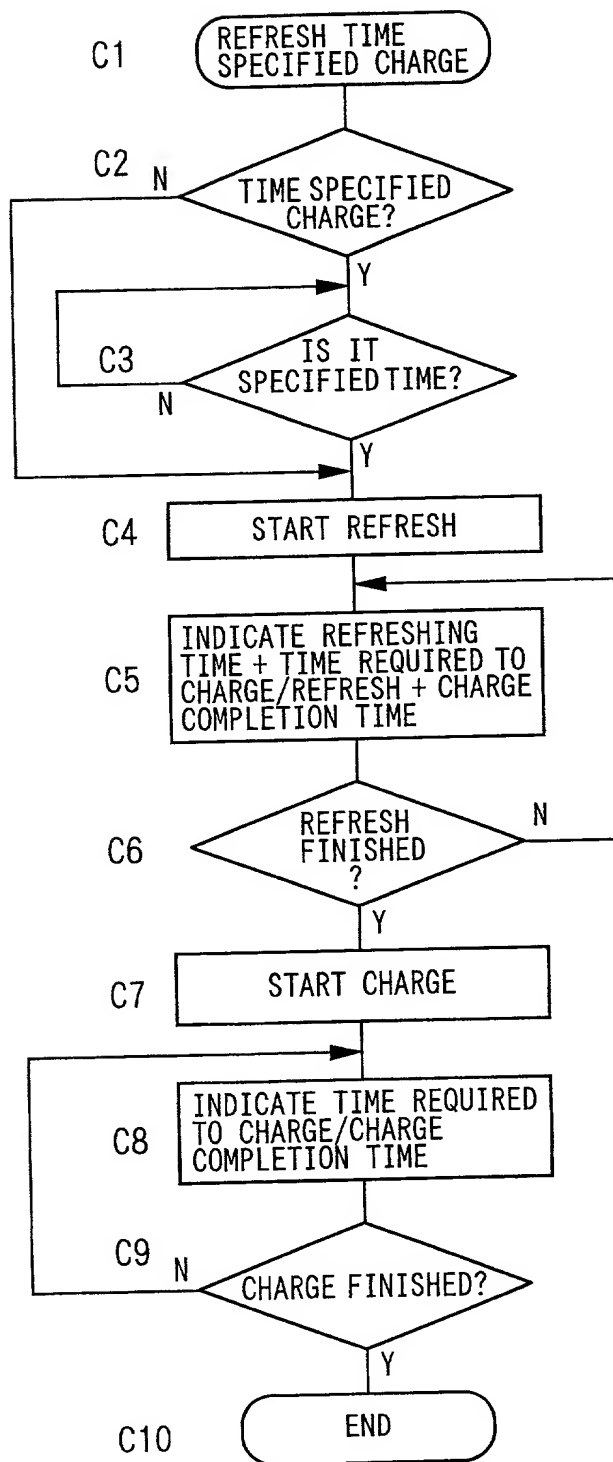 C1
REFRESH TIME
SPECIFIED CHARGE
C2
N
TIME SPECIFIED
CHARGE?
Y
C3
IS IT
SPECIFIED TIME?
N
Y
C4
START REFRESH
C5
INDICATE REFRESHING
TIME + TIME REQUIRED TO
CHARGE/REFRESH + CHARGE
COMPLETION TIME
C6
REFRESH
FINISHED
?
N
Y
C7
START CHARGE
C8
INDICATE TIME REQUIRED
TO CHARGE/CHARGE
COMPLETION TIME
C9
N
CHARGE FINISHED?
Y
C10
END